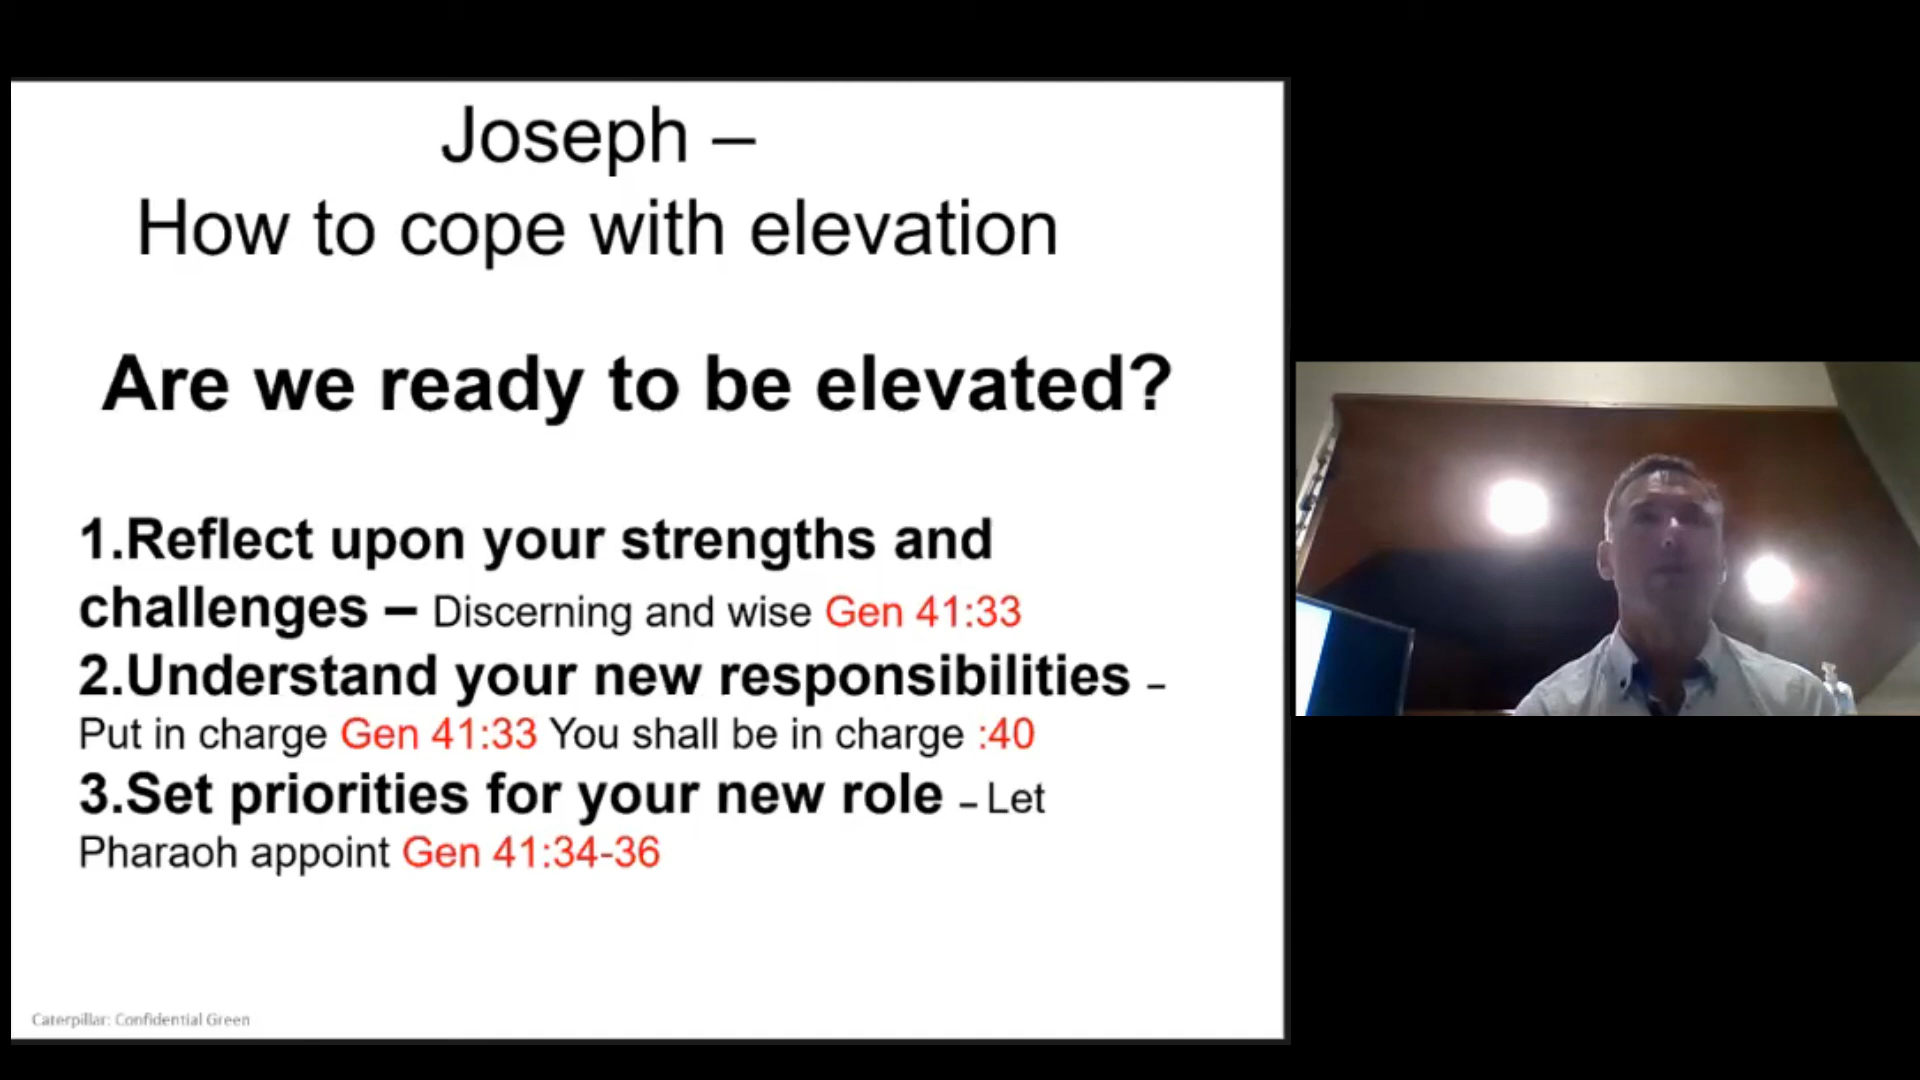 Joseph –
How to cope with elevation
Are we ready to be elevated?
1.Reflect upon your strengths and
challenges – Discerning and wise Gen 41:33
2.Understand your new responsibilities –
Put in charge Gen 41:33 You shall be in charge :40
3.Set priorities for your new role – Let
Pharaoh appoint Gen 41:34-36
Caterpillar: Confidential Green